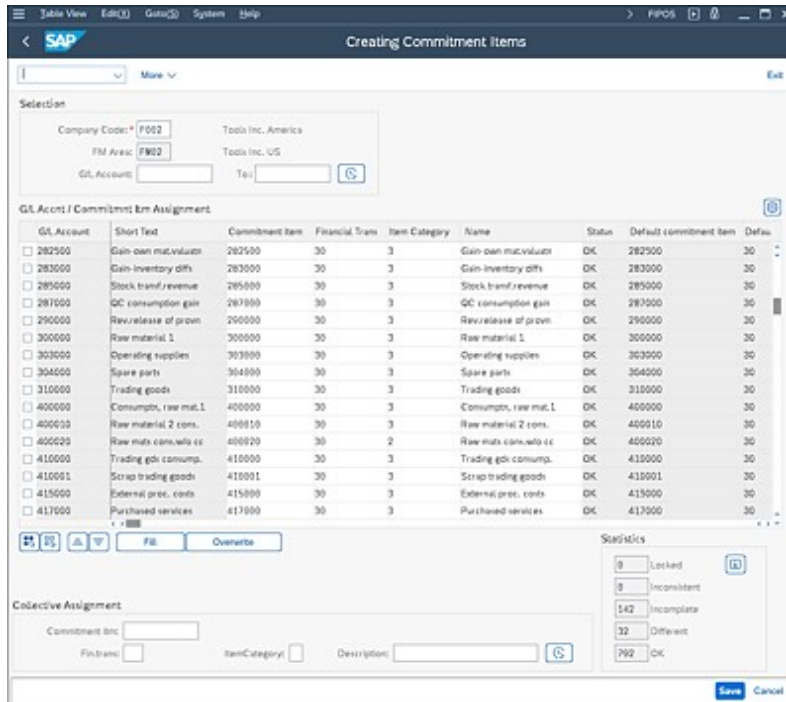 Table View Edit(X) Goto(S) System Help FIPOS
SAP Creating Commitment Items
More Exit
Selection
Company Code:* F002 Toolx Inc. America
FM Area: FM02 Toolx Inc. US
G/L Account: To:
G/L Accnt / Commitmnt Itm Assignment
G/L Account Short Text Commitment Item Financial Trans Item Category Name Status Default commitment item Defau
282500 Gain-own mat.valuatn 282500 30 3 Gain-own mat.valuatn OK 282500 30
283000 Gain-inventory diffs 283000 30 3 Gain-inventory diffs OK 283000 30
285000 Stock.transf.revenue 285000 30 3 Stock.transf.revenue OK 285000 30
287000 QC consumption gain 287000 30 3 QC consumption gain OK 287000 30
290000 Rev.release of provn 290000 30 3 Rev.release of provn OK 290000 30
300000 Raw material 1 300000 30 3 Raw material 1 OK 300000 30
303000 Operating supplies 303000 30 3 Operating supplies OK 303000 30
304000 Spare parts 304000 30 3 Spare parts OK 304000 30
310000 Trading goods 310000 30 3 Trading goods OK 310000 30
400000 Consumptn, raw mat.1 400000 30 3 Consumptn, raw mat.1 OK 400000 30
400010 Raw material 2 cons. 400010 30 3 Raw material 2 cons. OK 400010 30
400020 Raw mats cons.w/o cc 400020 30 2 Raw mats cons.w/o cc OK 400020 30
410000 Trading gds consump. 410000 30 3 Trading gds consump. OK 410000 30
410001 Scrap trading goods 410001 30 3 Scrap trading goods OK 410001 30
415000 External proc. costs 415000 30 3 External proc. costs OK 415000 30
417000 Purchased services 417000 30 3 Purchased services OK 417000 30
Fill Overwrite
Statistics
0 Locked
0 Inconsistent
142 Incomplete
32 Different
792 OK
Collective Assignment
Commitment itm:
Fin.trans: ItemCategory: Description:
Save Cancel